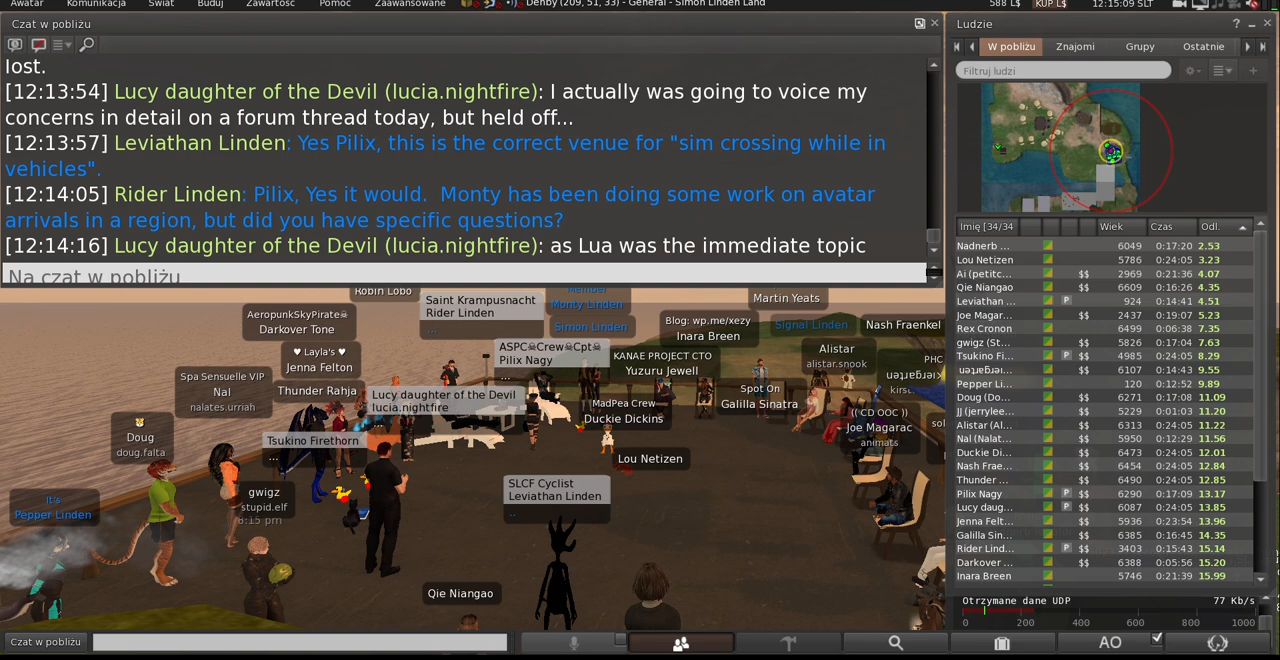 Awatar Komunikacja Świat Buduj Zawartość Pomoc Zaawansowane Denby (209, 51, 33) - General - Simon Linden Land 588 L$ KUP L$ 12:15:09 SLT
Czat w pobliżu
lost.
[12:13:54] Lucy daughter of the Devil (lucia.nightfire): I actually was going to voice my
concerns in detail on a forum thread today, but held off...
[12:13:57] Leviathan Linden: Yes Pilix, this is the correct venue for "sim crossing while in
vehicles".
[12:14:05] Rider Linden: Pilix, Yes it would.  Monty has been doing some work on avatar
arrivals in a region, but did you have specific questions?
[12:14:16] Lucy daughter of the Devil (lucia.nightfire): as Lua was the immediate topic
Na czat w pobliżu
Robin Lobo
Saint Krampusnacht
Rider Linden
...
Member
Monty Linden
Simon Linden
Martin Yeats
Blog: wp.me/xezy
Inara Breen
Signal Linden
Nash Fraenkel
AeropunkSkyPirate☠
Darkover Tone
♥ Layla's ♥
Jenna Felton
ASPC☠Crew☠Cpt☠
Pilix Nagy
...
KANAE PROJECT CTO
Yuzuru Jewell
Alistar
alistar.snook
PHC
Spa Sensuelle VIP
Nal
nalates.urriah
Thunder Rahja
Lucy daughter of the Devil
lucia.nightfire
...
Spot On
Galilla Sinatra
MadPea Crew
Duckie Dickins
(( CD OOC ))
Joe Magarac
animats
Doug
doug.falta
Tsukino Firethorn
...
Lou Netizen
It's
Pepper Linden
gwigz
stupid.elf
8:15 pm
SLCF Cyclist
Leviathan Linden
..
Qie Niangao
Czat w pobliżu
Ludzie
W pobliżu Znajomi Grupy Ostatnie
Filtruj ludzi
Imię [34/34 Wiek Czas Odl.
Nadnerb ... 6049 0:17:20 2.53
Lou Netizen 5786 0:24:05 3.23
Ai (petitc... $$ 2969 0:21:36 4.07
Qie Niangao $$ 6609 0:16:26 4.35
Leviathan ... P 924 0:14:41 4.51
Joe Magar... $$ 2437 0:19:07 5.23
Rex Cronon 6499 0:06:38 7.35
gwigz (St... $$ 5826 0:17:04 7.63
Tsukino Fi... P $$ 4985 0:24:05 8.29
$$ 6107 0:14:43 9.55
Pepper Li... 120 0:12:52 9.89
Doug (Do... $$ 6271 0:17:08 11.09
JJ (jerrylee... $$ 5229 0:01:03 11.20
Alistar (Al... $$ 6313 0:24:05 11.22
Nal (Nalat... $$ 5950 0:12:29 11.56
Duckie Di... $$ 6473 0:24:05 12.01
Nash Frae... $$ 6454 0:24:05 12.84
Thunder ... $$ 6490 0:24:05 12.85
Pilix Nagy P $$ 6290 0:17:09 13.17
Lucy daug... P $$ 6087 0:24:05 13.85
Jenna Felt... $$ 5936 0:23:54 13.96
Galilla Sin... $$ 6385 0:16:45 14.35
Rider Lind... P $$ 3403 0:15:43 15.14
Darkover ... $$ 6388 0:05:56 15.20
Inara Breen 5746 0:21:39 15.99
Otrzymane dane UDP 77 Kb/s
0 200 400 600 800 1000
AO